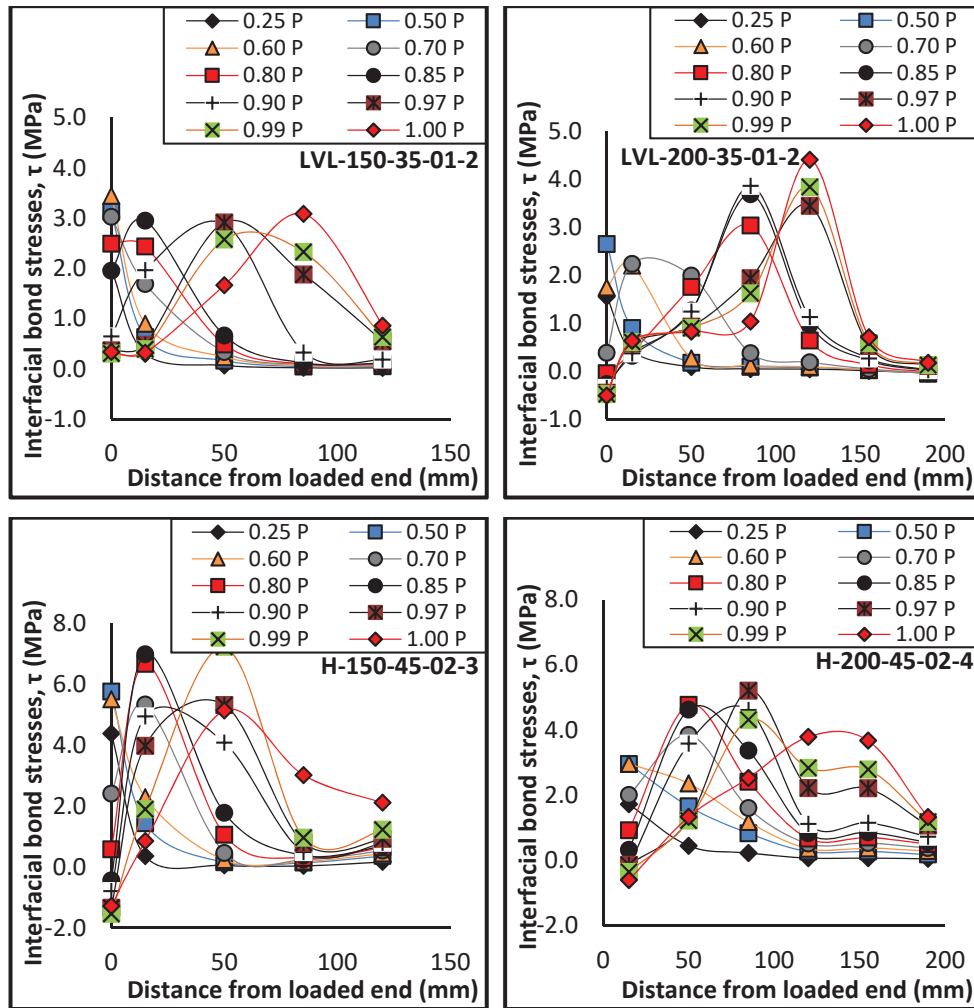 0.25 P 0.50 P
0.60 P 0.70 P
0.80 P 0.85 P
0.90 P 0.97 P
0.99 P 1.00 P
LVL-150-35-01-2
Interfacial bond stresses, τ (MPa)
5.0
4.0
3.0
2.0
1.0
0.0
-1.0
0 50 100 150
Distance from loaded end (mm)
0.25 P 0.50 P
0.60 P 0.70 P
0.80 P 0.85 P
0.90 P 0.97 P
0.99 P 1.00 P
LVL-200-35-01-2
Interfacial bond stresses, τ (MPa)
5.0
4.0
3.0
2.0
1.0
0.0
-1.0
0 50 100 150 200
Distance from loaded end (mm)
0.25 P 0.50 P
0.60 P 0.70 P
0.80 P 0.85 P
0.90 P 0.97 P
0.99 P 1.00 P
H-150-45-02-3
Interfacial bond stresses, τ (MPa)
8.0
6.0
4.0
2.0
0.0
-2.0
0 50 100 150
Distance from loaded end (mm)
0.25 P 0.50 P
0.60 P 0.70 P
0.80 P 0.85 P
0.90 P 0.97 P
0.99 P 1.00 P
H-200-45-02-4
Interfacial bond stresses, τ (MPa)
8.0
6.0
4.0
2.0
0.0
-2.0
0 50 100 150 200
Distance from loaded end (mm)